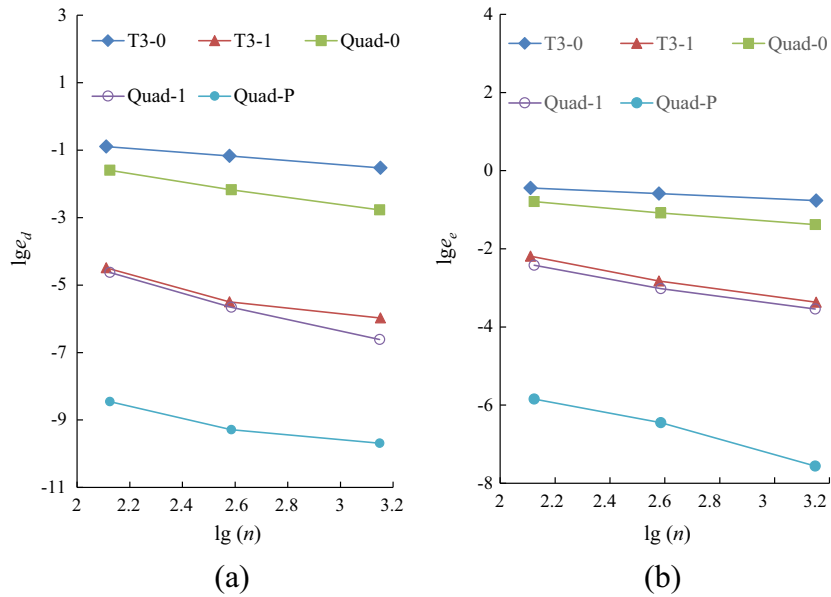 3
T3-0 T3-1 Quad-0
1
Quad-1 Quad-P
-1
-3
-5
-7
-9
-11
lge_d
2 2.2 2.4 2.6 2.8 3 3.2
lg (n)
(a)
4
T3-0 T3-1 Quad-0
2
Quad-1 Quad-P
0
-2
-4
-6
-8
lge_e
2 2.2 2.4 2.6 2.8 3 3.2
lg (n)
(b)